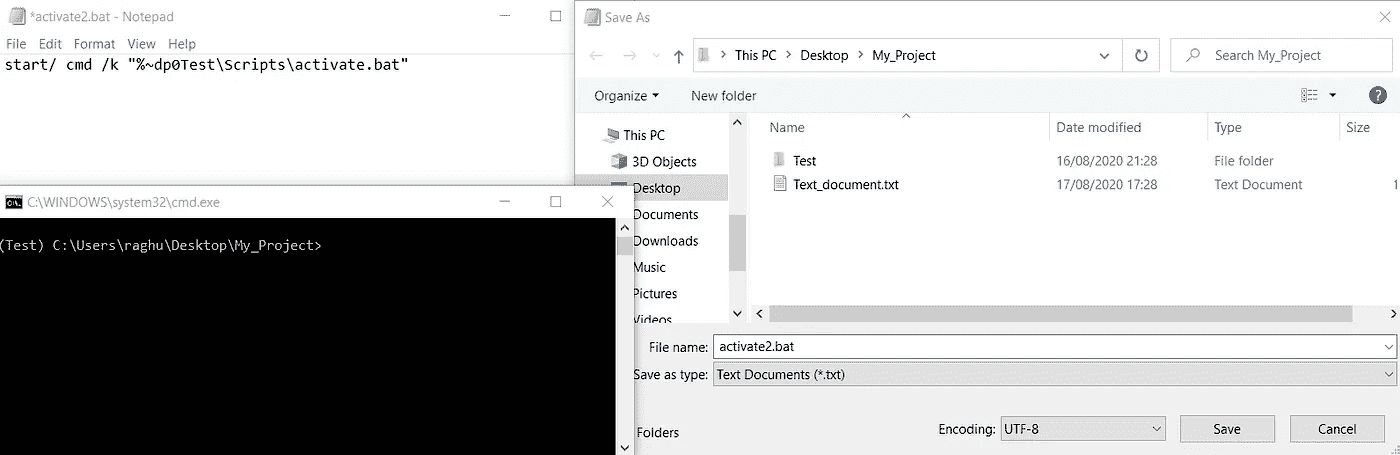 *activate2.bat - Notepad
File Edit Format View Help
start/ cmd /k "%~dp0Test\Scripts\activate.bat"
C:\WINDOWS\system32\cmd.exe
(Test) C:\Users\raghu\Desktop\My_Project>
Save As
This PC > Desktop > My_Project
Search My_Project
Organize New folder
?
Name Date modified Type Size
Test 16/08/2020 21:28 File folder
Text_document.txt 17/08/2020 17:28 Text Document 1
This PC
3D Objects
Desktop
Documents
Downloads
Music
Pictures
Videos
File name: activate2.bat
Save as type: Text Documents (*.txt)
Folders
Encoding: UTF-8
Save
Cancel